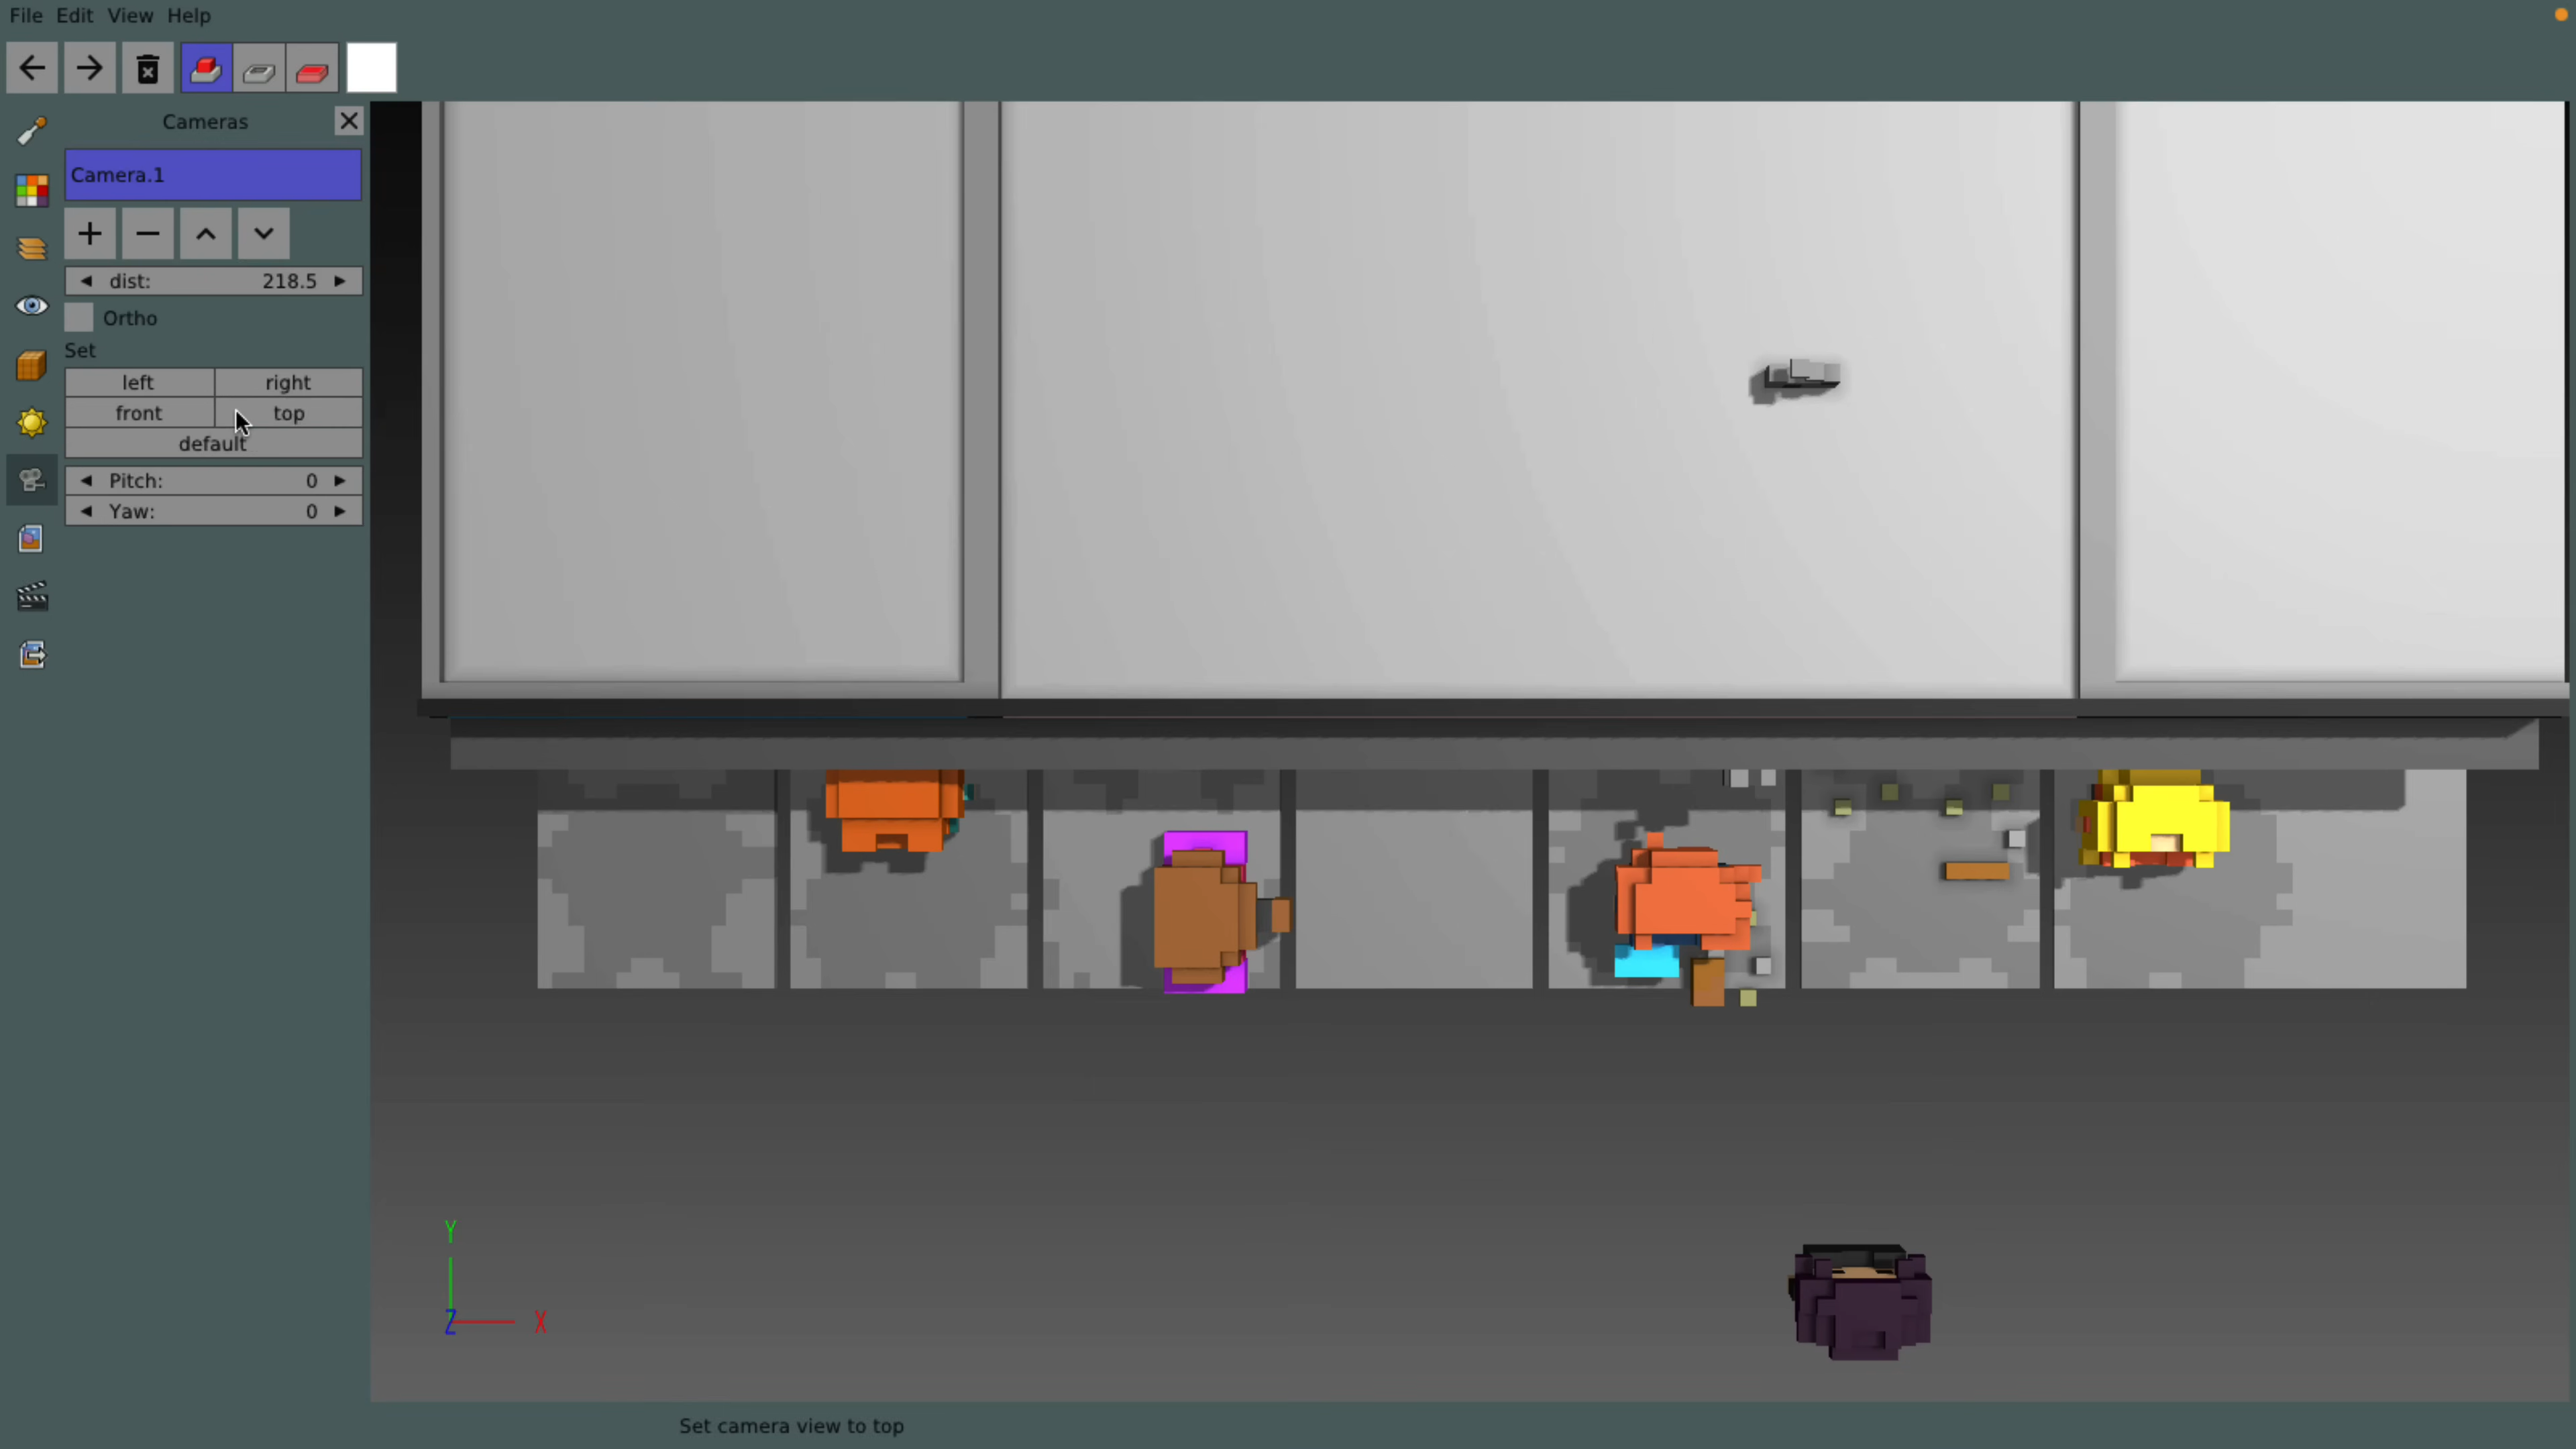 File Edit View Help
Cameras
Camera.1
dist: 218.5
Ortho
Set
left right
front top
default
Pitch: 0
Yaw: 0
Y
Z X
Set camera view to top